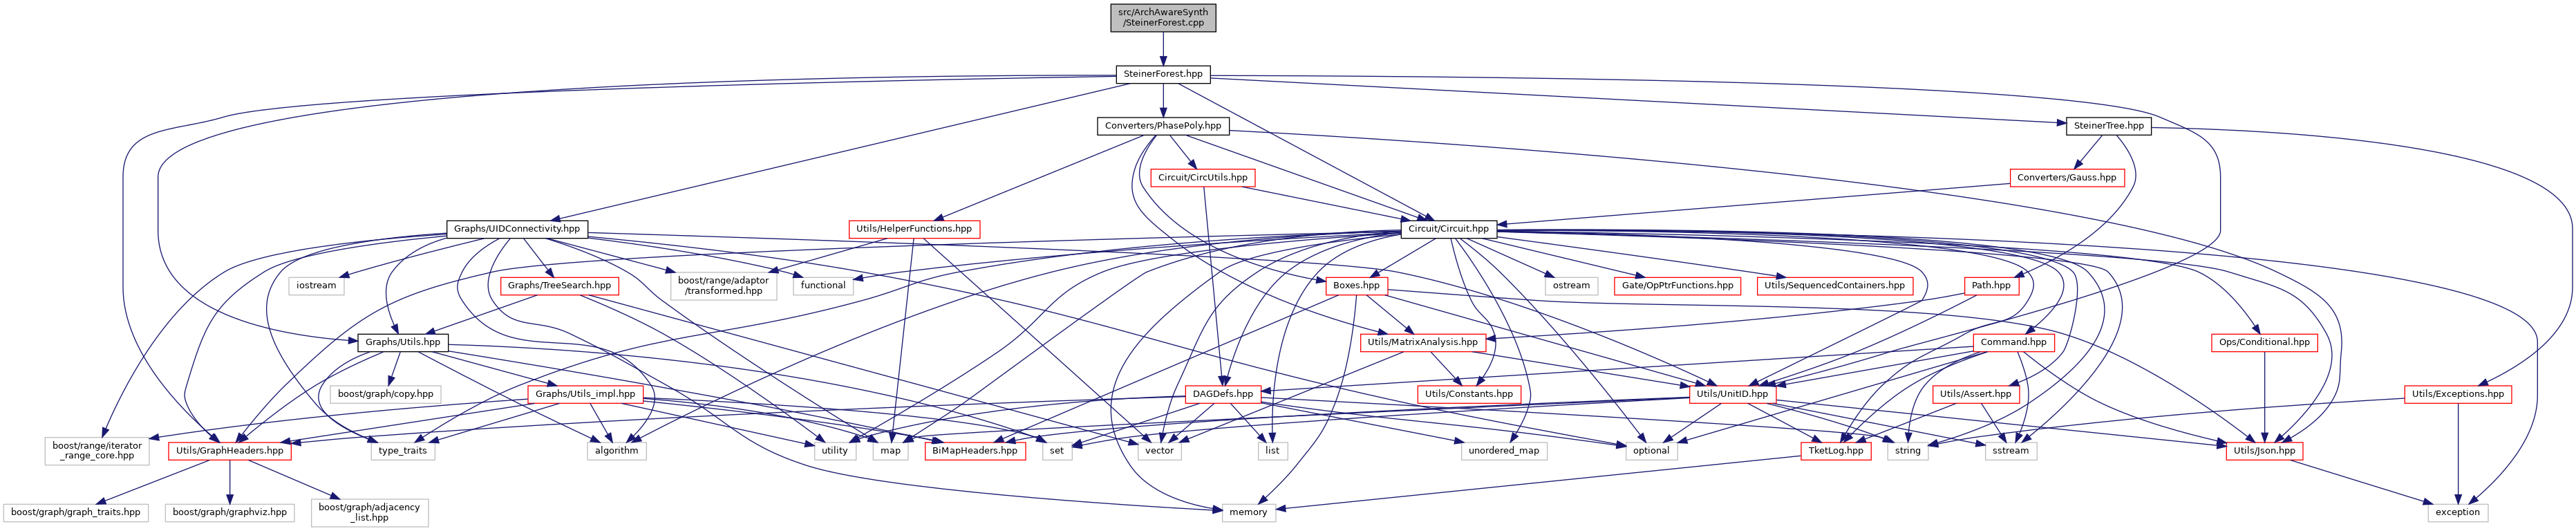 src/ArchAwareSynth
/SteinerForest.cpp
SteinerForest.hpp
Converters/PhasePoly.hpp
SteinerTree.hpp
Circuit/CircUtils.hpp
Converters/Gauss.hpp
Graphs/UIDConnectivity.hpp
Utils/HelperFunctions.hpp
Circuit/Circuit.hpp
iostream
Graphs/TreeSearch.hpp
boost/range/adaptor
/transformed.hpp
functional
Boxes.hpp
ostream
Gate/OpPtrFunctions.hpp
Utils/SequencedContainers.hpp
Path.hpp
Graphs/Utils.hpp
Utils/MatrixAnalysis.hpp
Command.hpp
Ops/Conditional.hpp
boost/graph/copy.hpp
Graphs/Utils_impl.hpp
DAGDefs.hpp
Utils/Constants.hpp
Utils/UnitID.hpp
Utils/Assert.hpp
Utils/Exceptions.hpp
boost/range/iterator
_range_core.hpp
Utils/GraphHeaders.hpp
type_traits
algorithm
utility
map
BiMapHeaders.hpp
set
vector
list
unordered_map
optional
TketLog.hpp
string
sstream
Utils/Json.hpp
boost/graph/graph_traits.hpp
boost/graph/graphviz.hpp
boost/graph/adjacency
_list.hpp
memory
exception